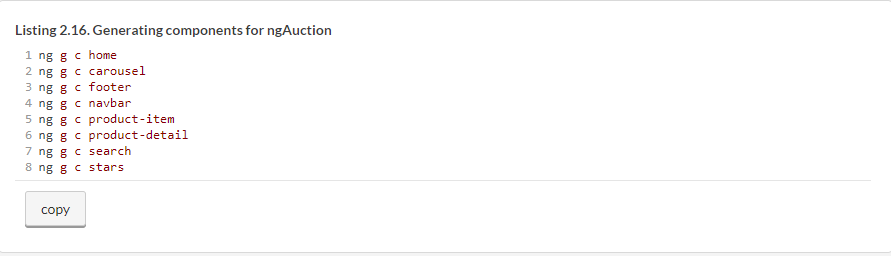 Listing 2.16. Generating components for ngAuction
1 ng g c home
2 ng g c carousel
3 ng g c footer
4 ng g c navbar
5 ng g c product-item
6 ng g c product-detail
7 ng g c search
8 ng g c stars
copy